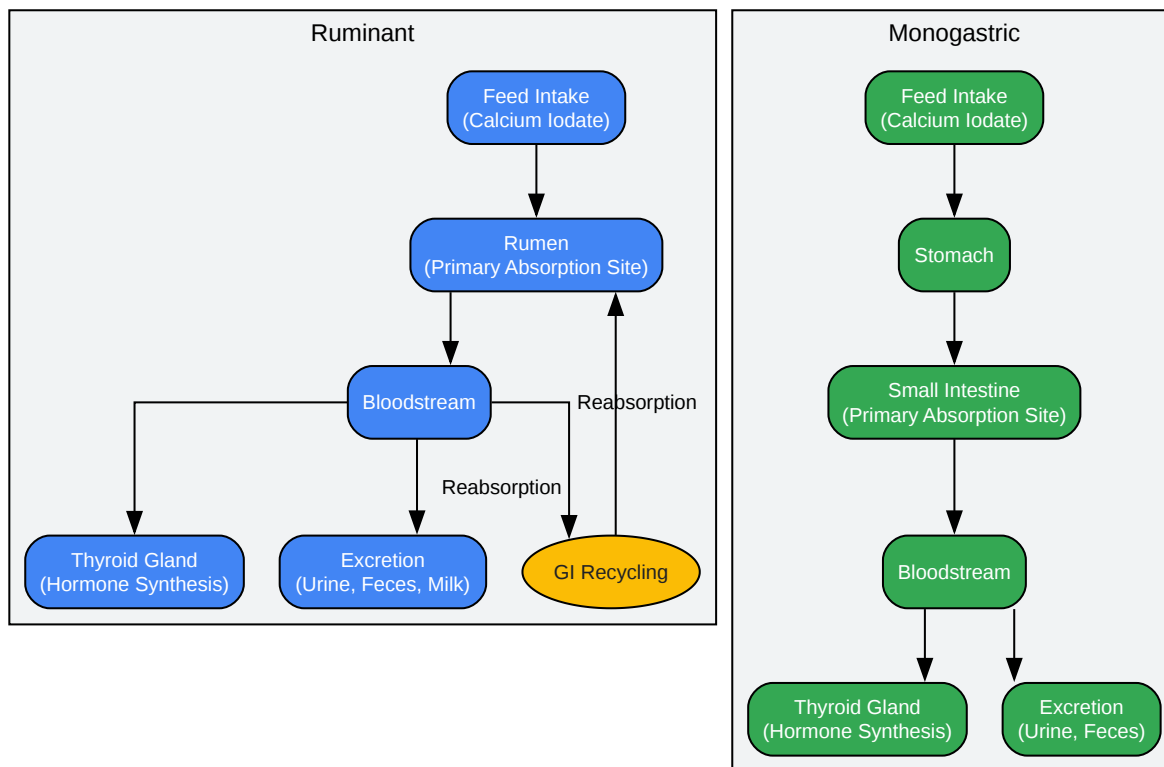 Ruminant
Feed Intake
(Calcium Iodate)
Rumen
(Primary Absorption Site)
Bloodstream
Reabsorption
Reabsorption
Thyroid Gland
(Hormone Synthesis)
Excretion
(Urine, Feces, Milk)
GI Recycling
Monogastric
Feed Intake
(Calcium Iodate)
Stomach
Small Intestine
(Primary Absorption Site)
Bloodstream
Thyroid Gland
(Hormone Synthesis)
Excretion
(Urine, Feces)